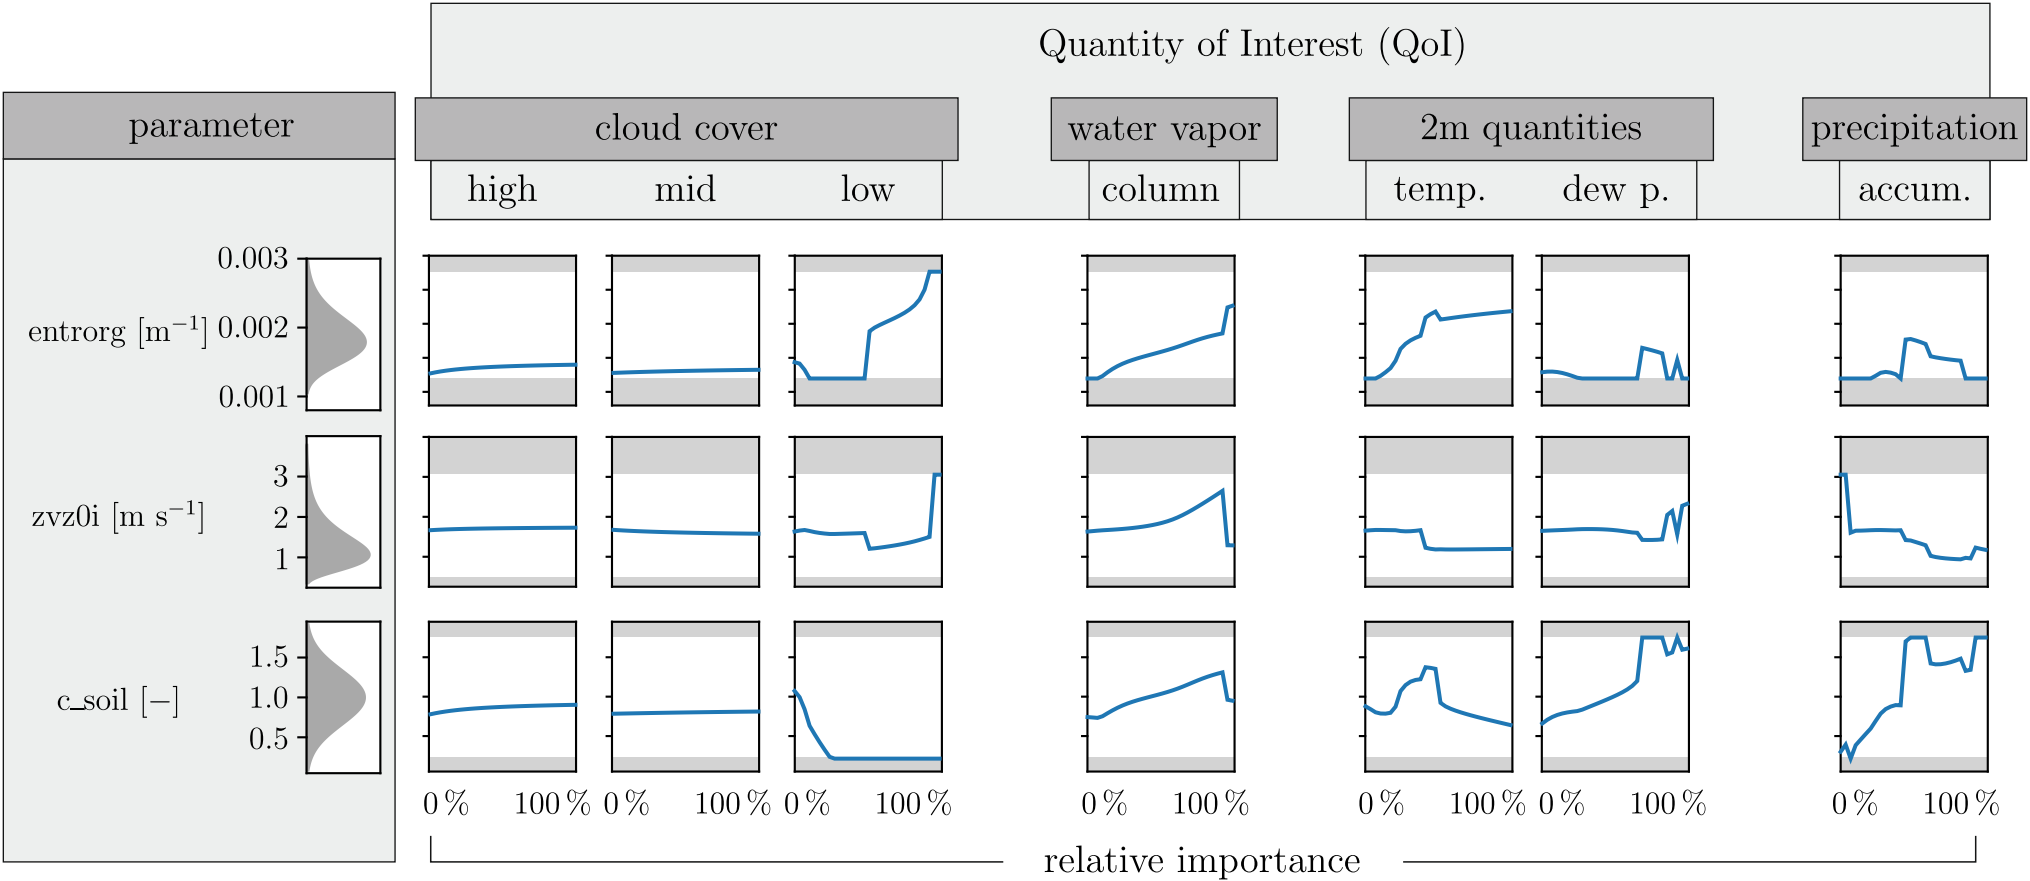 Quantity of Interest (QoI)
parameter
cloud cover
water vapor
2m quantities
precipitation
high
mid
low
column
temp.
dew p.
accum.
entrorg [m⁻¹]
0.003
0.002
0.001
zvz0i [m s⁻¹]
3
2
1
c_soil [−]
1.5
1.0
0.5
0 % 100 % 0 % 100 % 0 % 100 % 0 % 100 % 0 % 100 % 0 % 100 % 0 % 100 %
relative importance